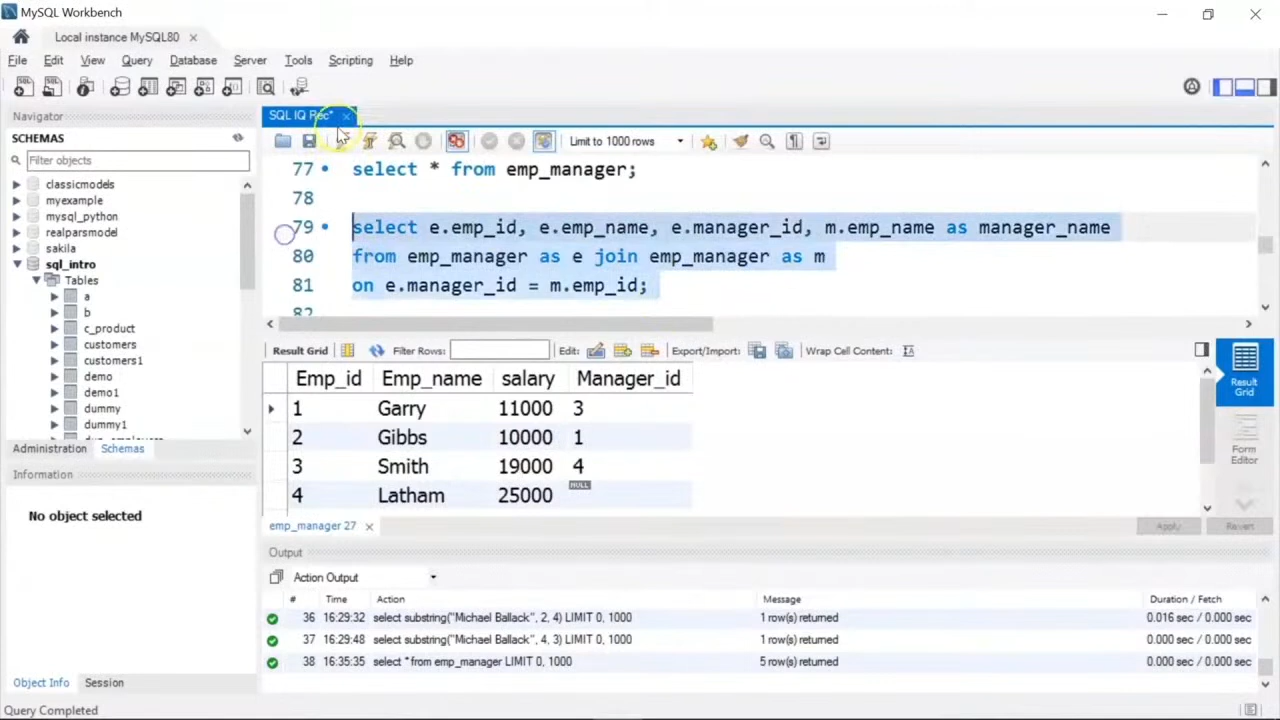 MySQL Workbench
Local instance MySQL80
File Edit View Query Database Server Tools Scripting Help
Navigator
SCHEMAS
Filter objects
classicmodels
myexample
mysql_python
realparsmodel
sakila
sql_intro
Tables
a
b
c_product
customers
customers1
demo
demo1
dummy
dummy1
Administration Schemas
Information
No object selected
Object Info Session
Query Completed
SQL IQ Rec*
Limit to 1000 rows
77 select * from emp_manager;
78
79 select e.emp_id, e.emp_name, e.manager_id, m.emp_name as manager_name
80 from emp_manager as e join emp_manager as m
81 on e.manager_id = m.emp_id;
82
Result Grid Filter Rows: Edit: Export/Import: Wrap Cell Content:
Emp_id Emp_name salary Manager_id
1 Garry 11000 3
2 Gibbs 10000 1
3 Smith 19000 4
4 Latham 25000 NULL
Result Grid
Form Editor
emp_manager 27
Apply Revert
Output
Action Output
# Time Action Message Duration / Fetch
36 16:29:32 select substring("Michael Ballack", 2, 4) LIMIT 0, 1000 1 row(s) returned 0.016 sec / 0.000 sec
37 16:29:48 select substring("Michael Ballack", 4, 3) LIMIT 0, 1000 1 row(s) returned 0.000 sec / 0.000 sec
38 16:35:35 select * from emp_manager LIMIT 0, 1000 5 row(s) returned 0.000 sec / 0.000 sec